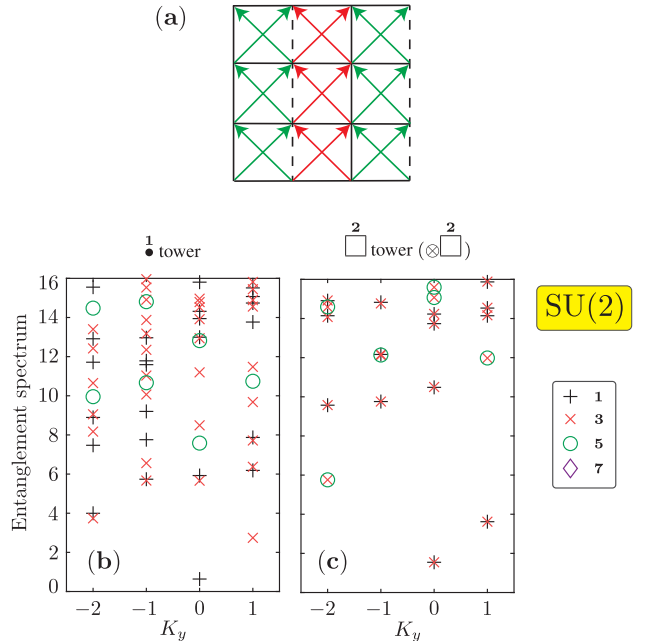 (a)
1
• tower
2 2
□ tower (⊗□)
SU(2)
Entanglement spectrum
16
14
12
10
8
6
4
2
0
(b)
(c)
−2 −1 0 1
−2 −1 0 1
K_y
K_y
1
3
5
7